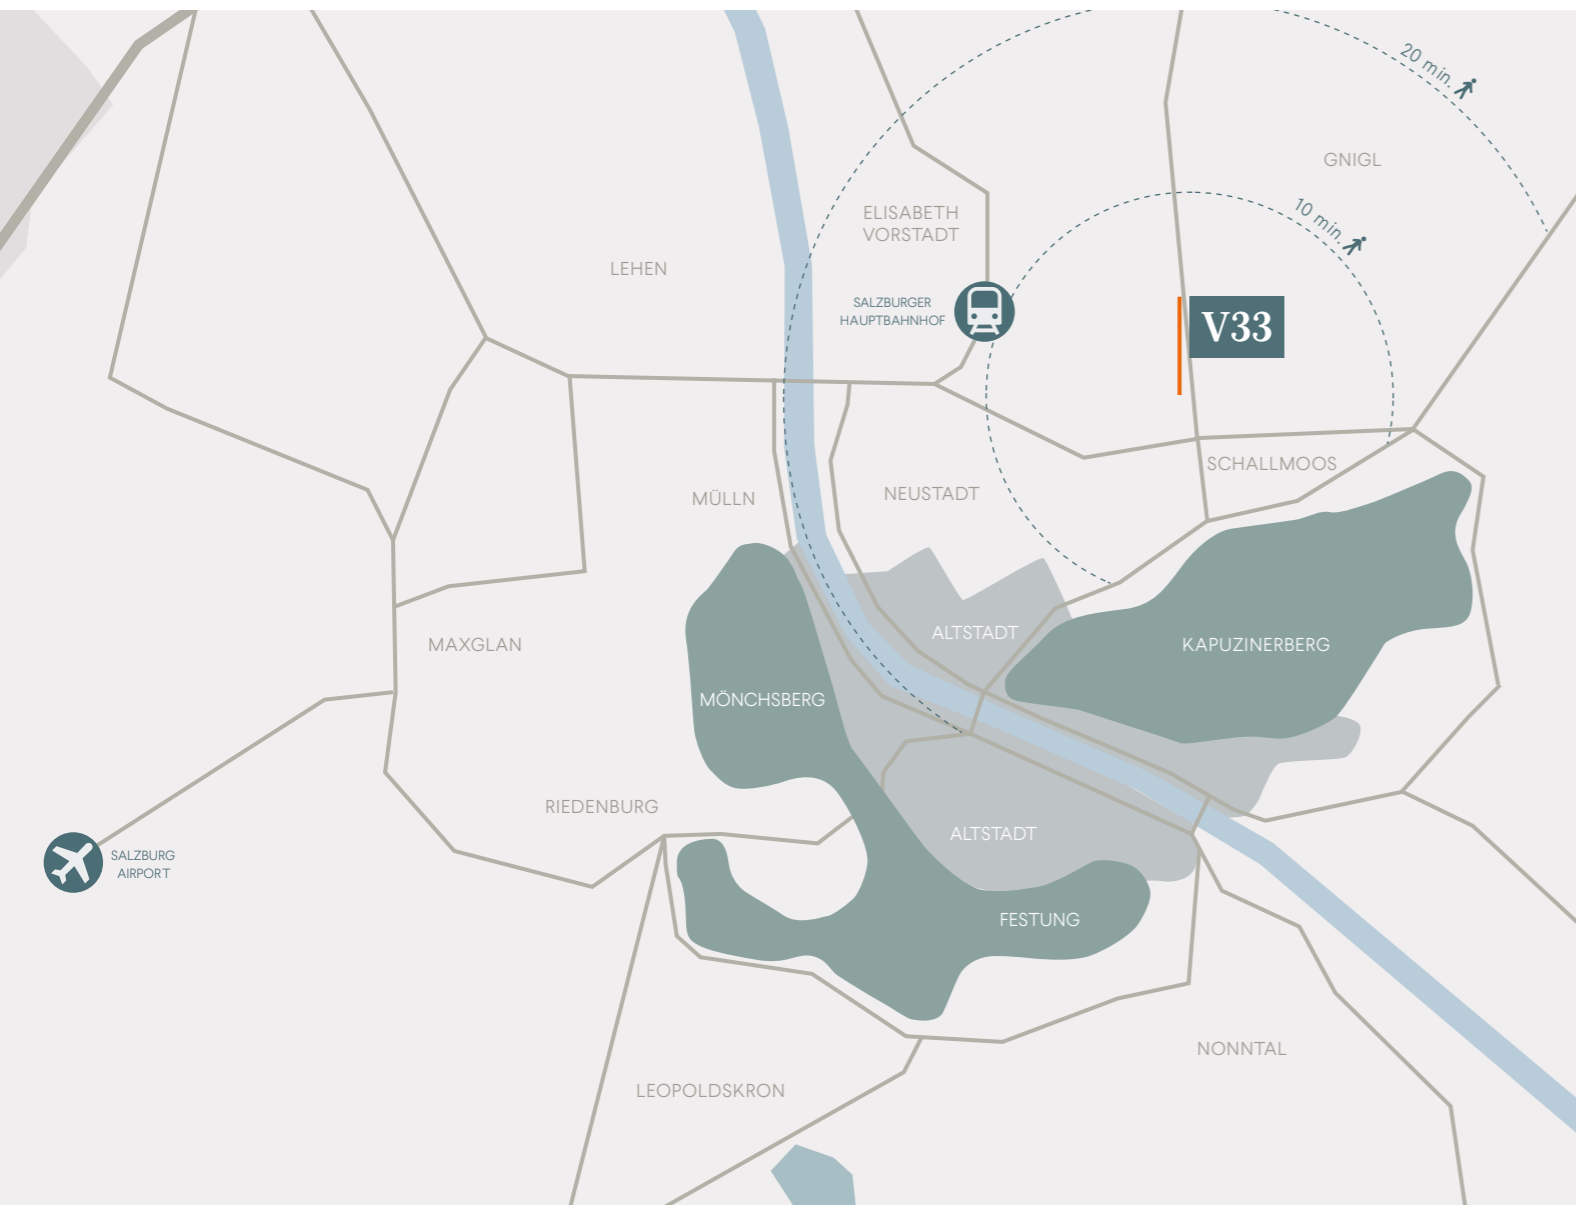 20 min.
GNIGL
10 min.
ELISABETH
VORSTADT
LEHEN
SALZBURGER
HAUPTBAHNHOF
V33
SCHALLMOOS
MÜLLN
NEUSTADT
ALTSTADT
MAXGLAN
KAPUZINERBERG
MÖNCHSBERG
RIEDENBURG
ALTSTADT
SALZBURG
AIRPORT
FESTUNG
NONNTAL
LEOPOLDSKRON